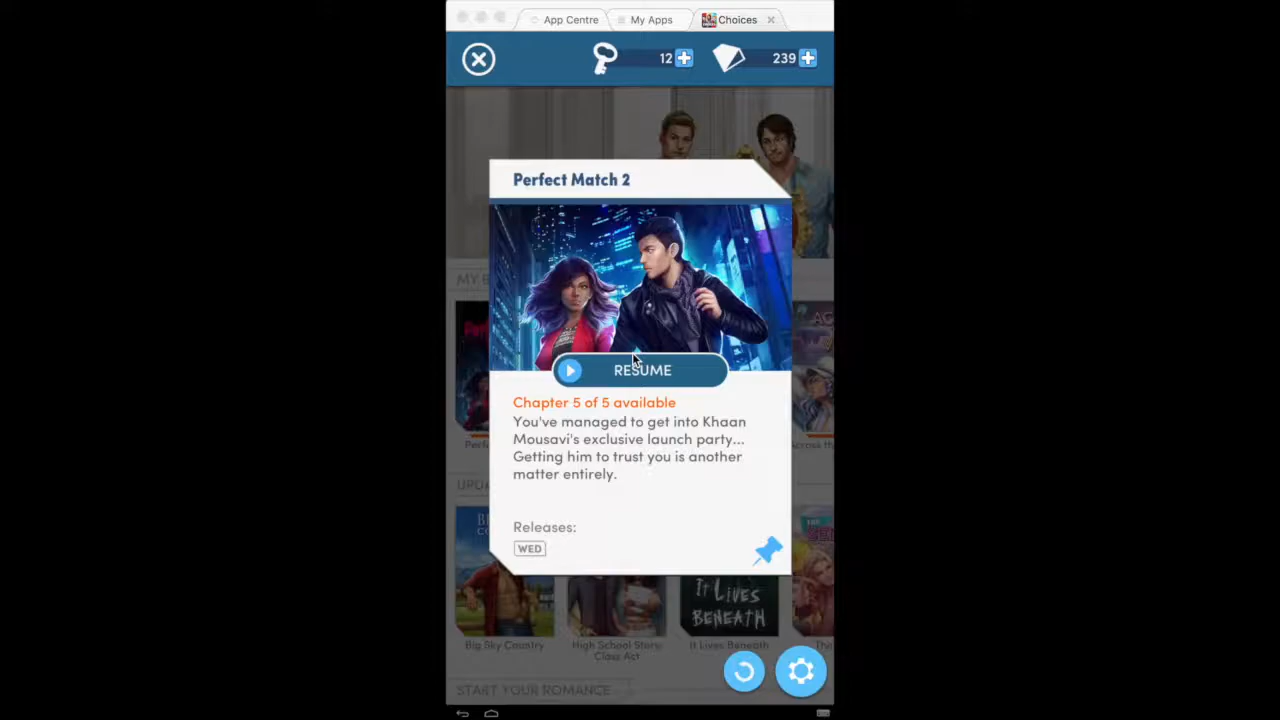 App Centre
My Apps
Choices
12
239
Perfect Match 2
RESUME
Chapter 5 of 5 available
You've managed to get into Khaan
Mousavi's exclusive launch party...
Getting him to trust you is another
matter entirely.
Releases:
WED
IT LIVES
BENEATH
Big Sky Country
High School Story:
Class Act
It Lives Beneath
START YOUR ROMANCE